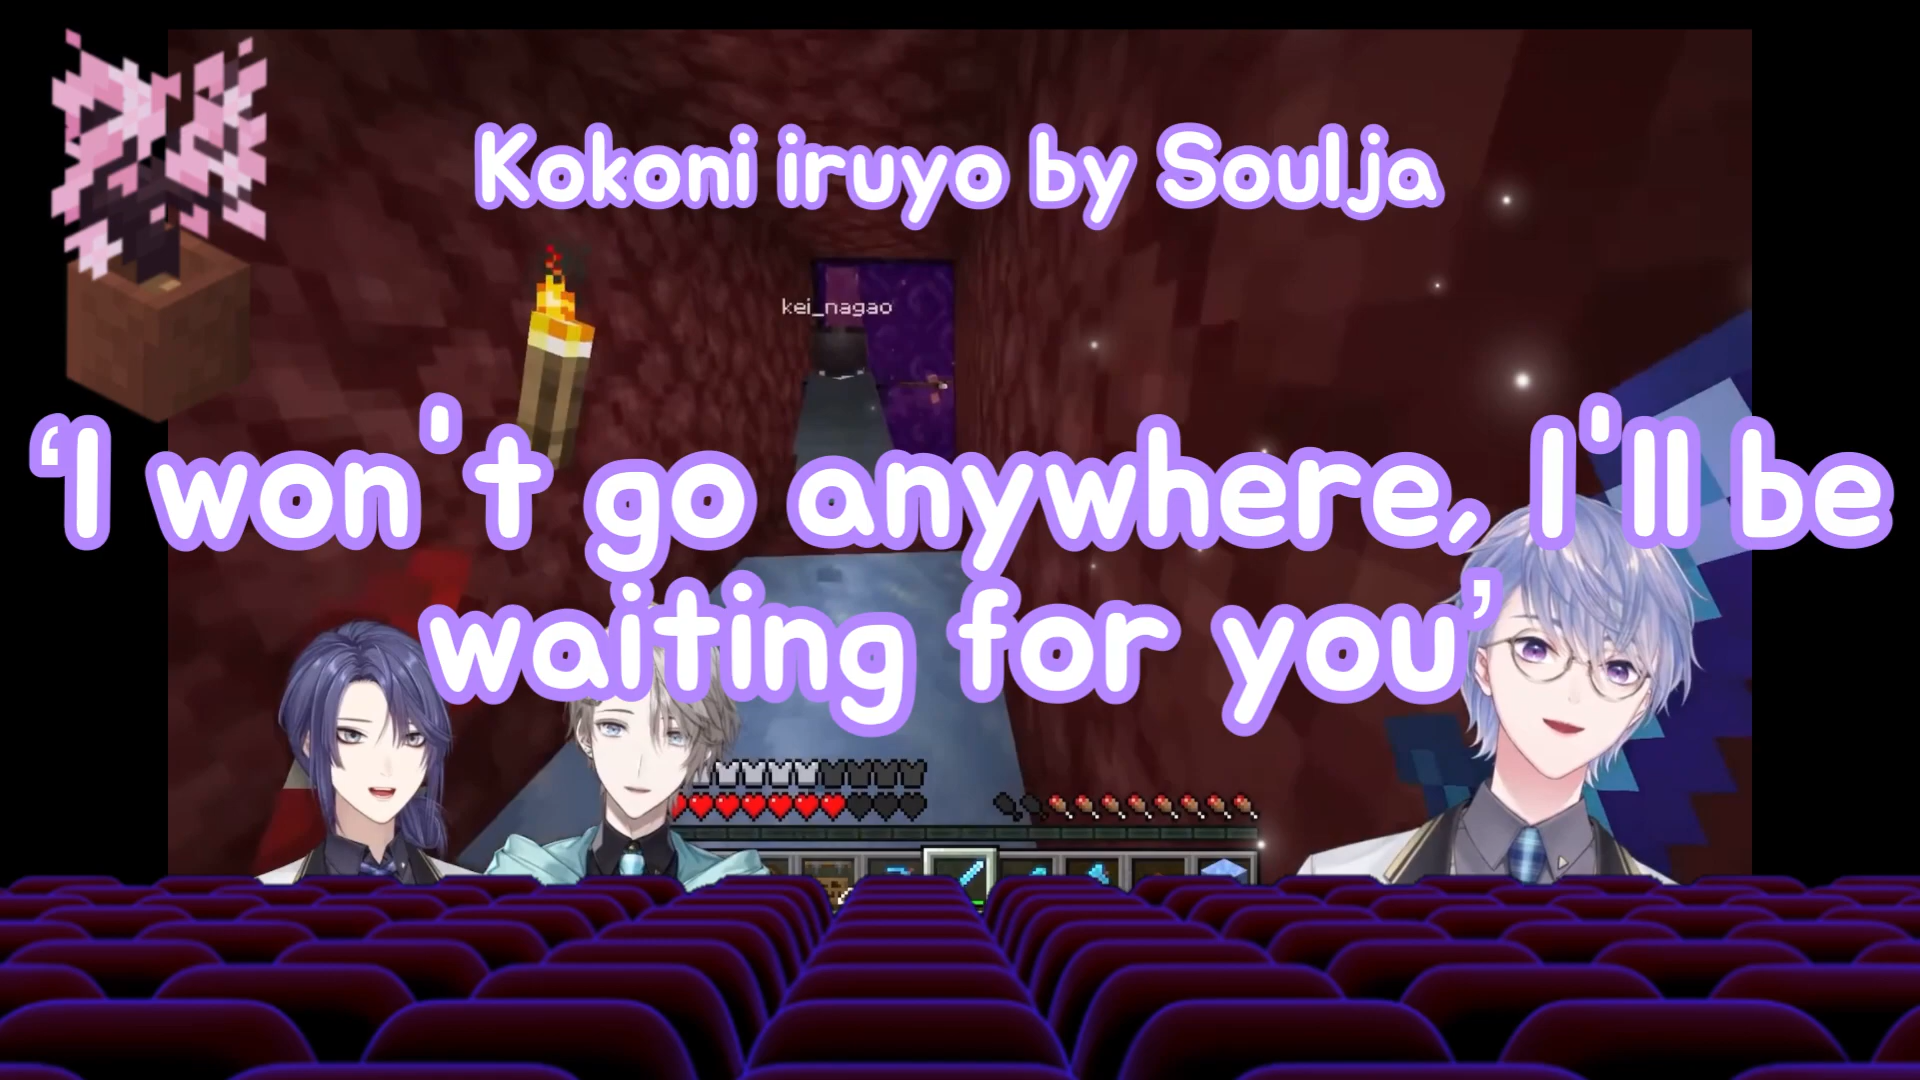 Kokoni iruyo by Soulja
kei_nagao
‘I won't go anywhere, I'll be
waiting for you’